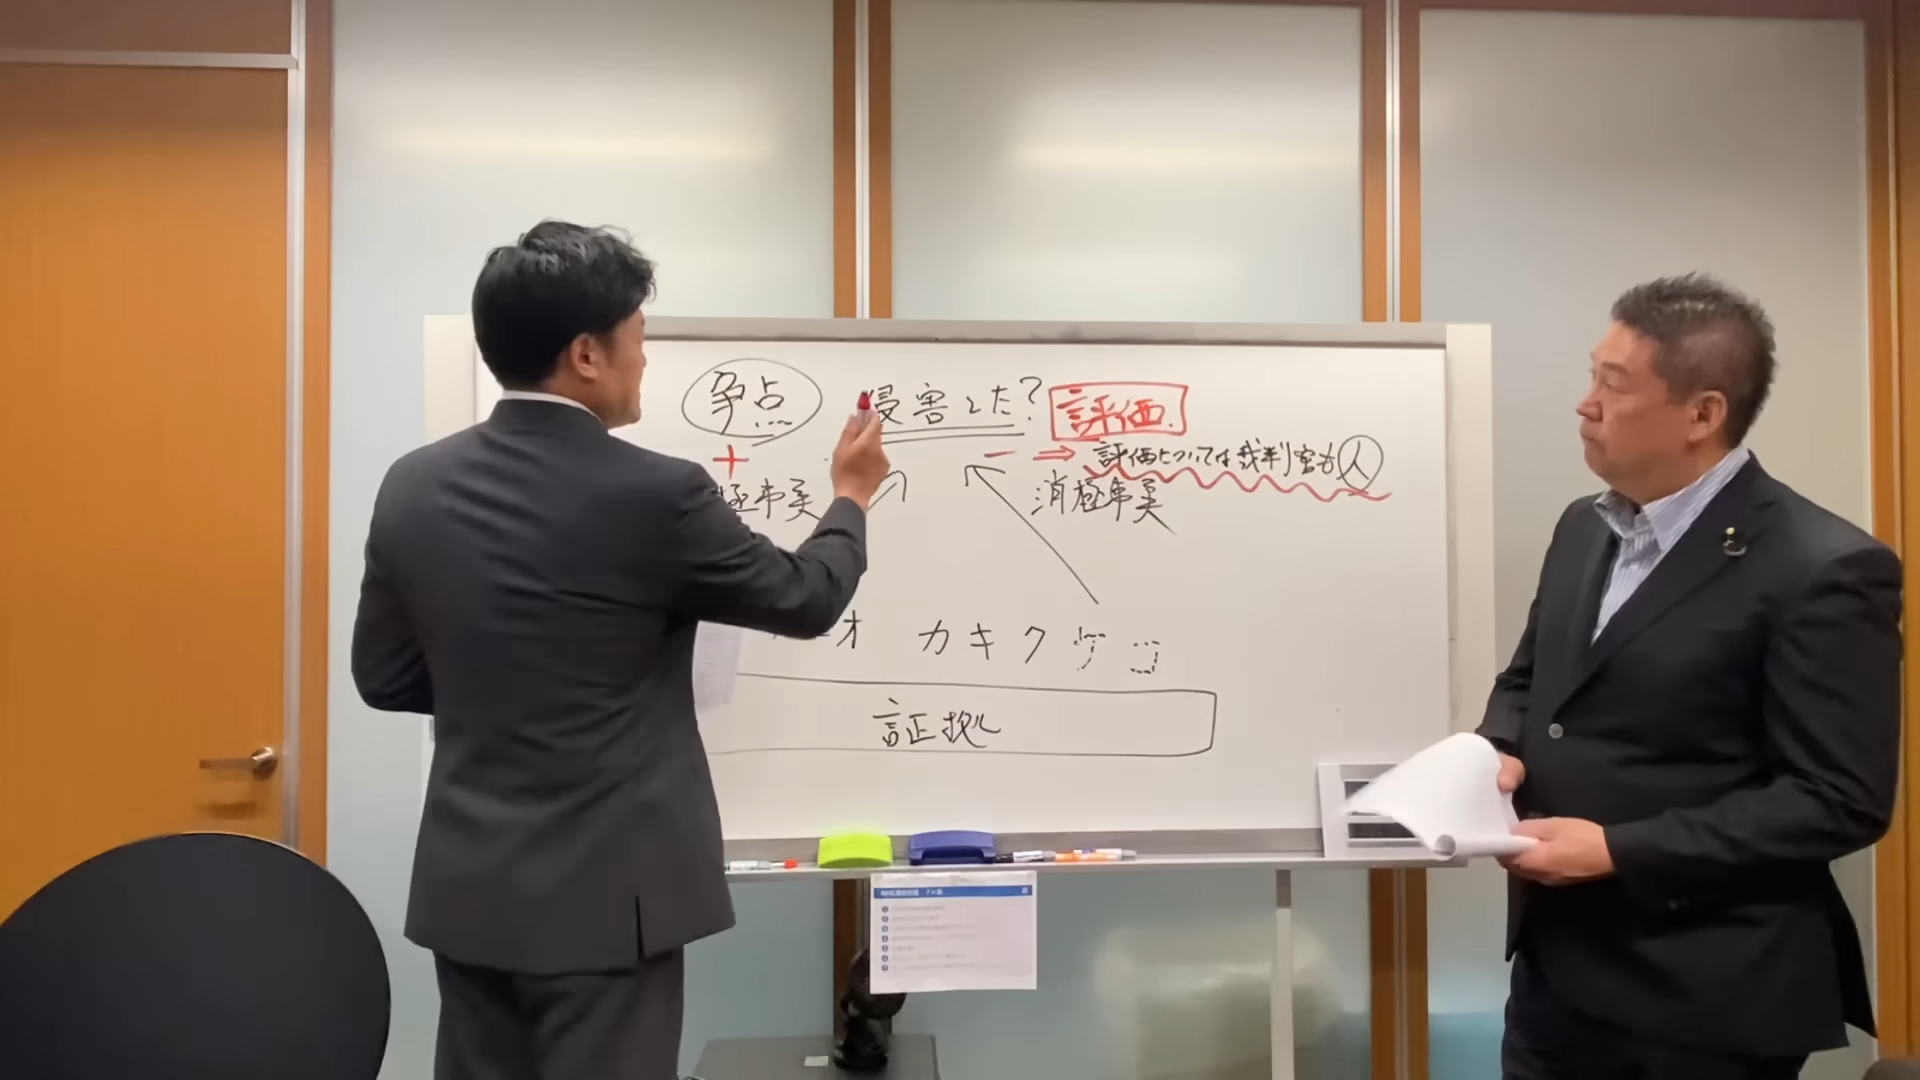 争点 侵害した? 評価.
+ − ⇒ 評価については裁判官も人
極事実 消極事実
オ カキクケコ
証拠